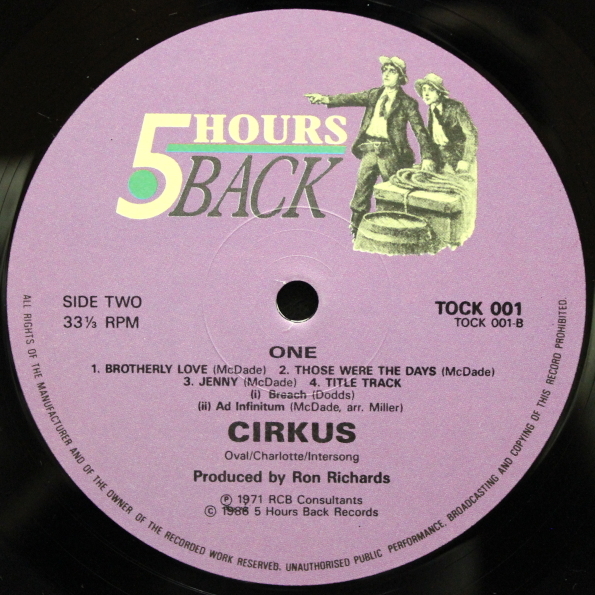 5 HOURS
BACK
SIDE TWO
33⅓ RPM
TOCK 001
TOCK 001-B
ONE
1. BROTHERLY LOVE (McDade) 2. THOSE WERE THE DAYS (McDade)
3. JENNY (McDade) 4. TITLE TRACK
(i) Breach (Dodds)
(ii) Ad Infinitum (McDade, arr. Miller)
CIRKUS
Oval/Charlotte/Intersong
Produced by Ron Richards
℗ 1971 RCB Consultants
© 1986 5 Hours Back Records
ALL RIGHTS OF THE MANUFACTURER AND OF THE OWNER OF THE RECORDED WORK RESERVED. UNAUTHORISED PUBLIC PERFORMANCE, BROADCASTING AND COPYING OF THIS RECORD PROHIBITED.